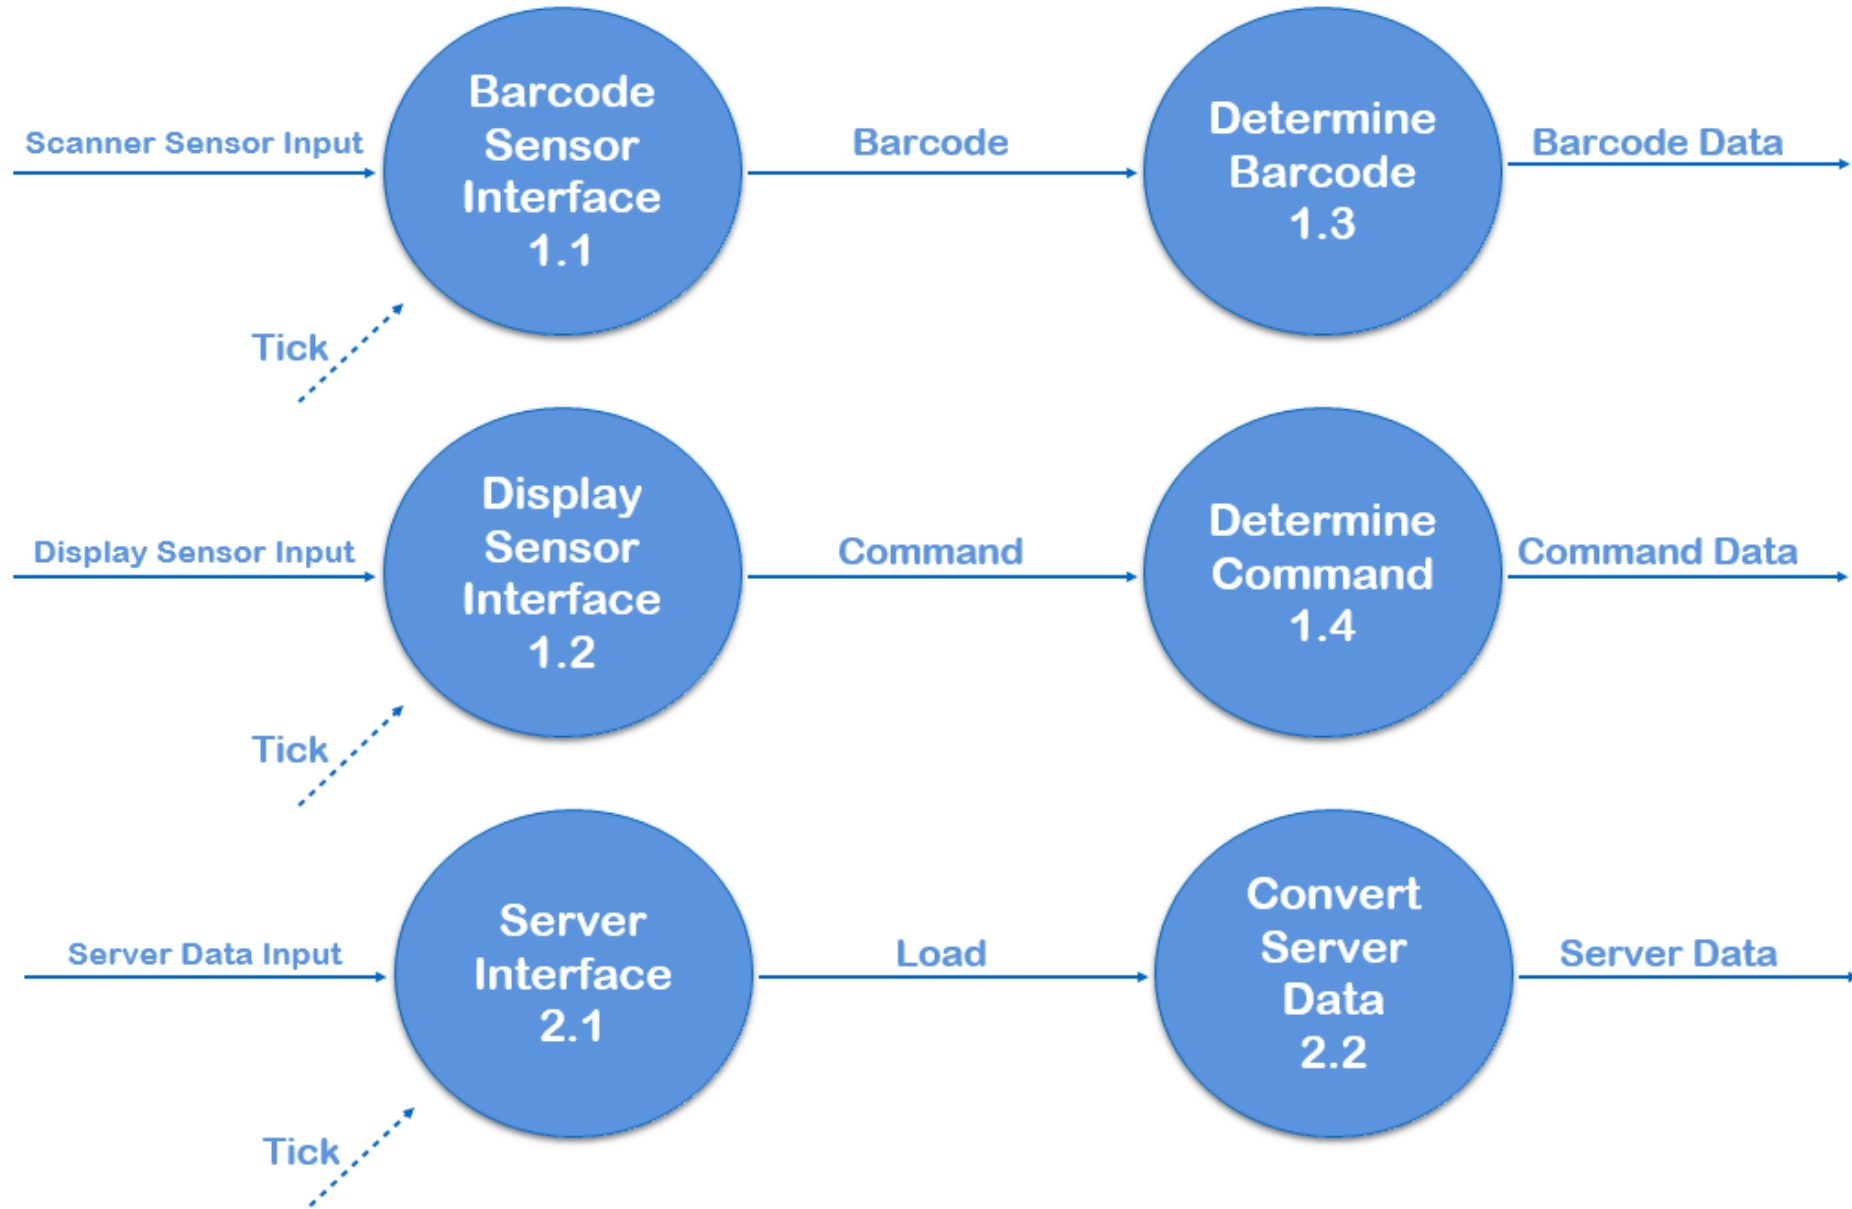 Scanner Sensor Input
Barcode
Sensor
Interface
1.1
Barcode
Determine
Barcode
1.3
Barcode Data
Tick
Display Sensor Input
Display
Sensor
Interface
1.2
Command
Determine
Command
1.4
Command Data
Tick
Server Data Input
Server
Interface
2.1
Load
Convert
Server
Data
2.2
Server Data
Tick